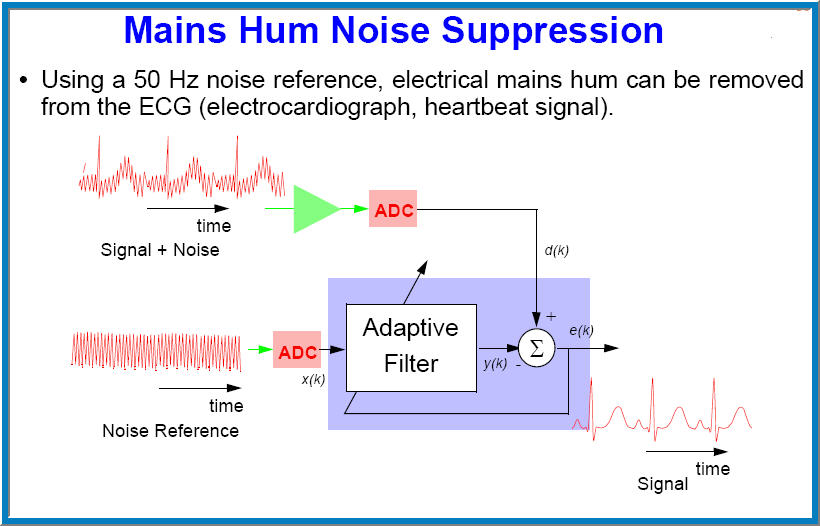 Mains Hum Noise Suppression
• Using a 50 Hz noise reference, electrical mains hum can be removed
from the ECG (electrocardiograph, heartbeat signal).
time
Signal + Noise
ADC
d(k)
Adaptive
Filter
ADC
x(k)
y(k)
Σ
+
-
e(k)
time
Noise Reference
time
Signal